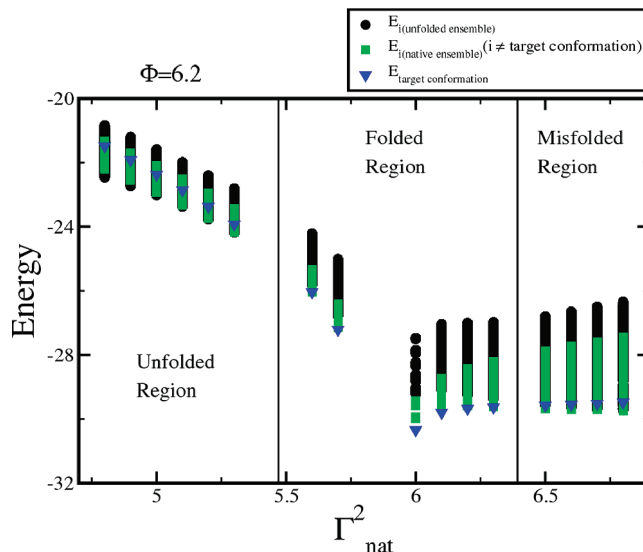 E_i(unfolded ensemble)
E_i(native ensemble)(i ≠ target conformation)
E_target conformation
Φ=6.2
-20
-24
-28
-32
Energy
Folded
Region
Misfolded
Region
Unfolded
Region
5
5.5
6
6.5
Γ²_nat